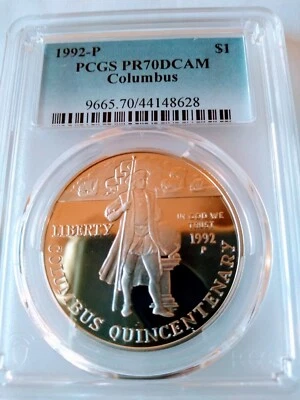 1992-P $1
PCGS PR70DCAM
Columbus
9665.70/44148628
IN GOD WE
TRUST
LIBERTY
1992
P
COLUMBUS QUINCENTENARY